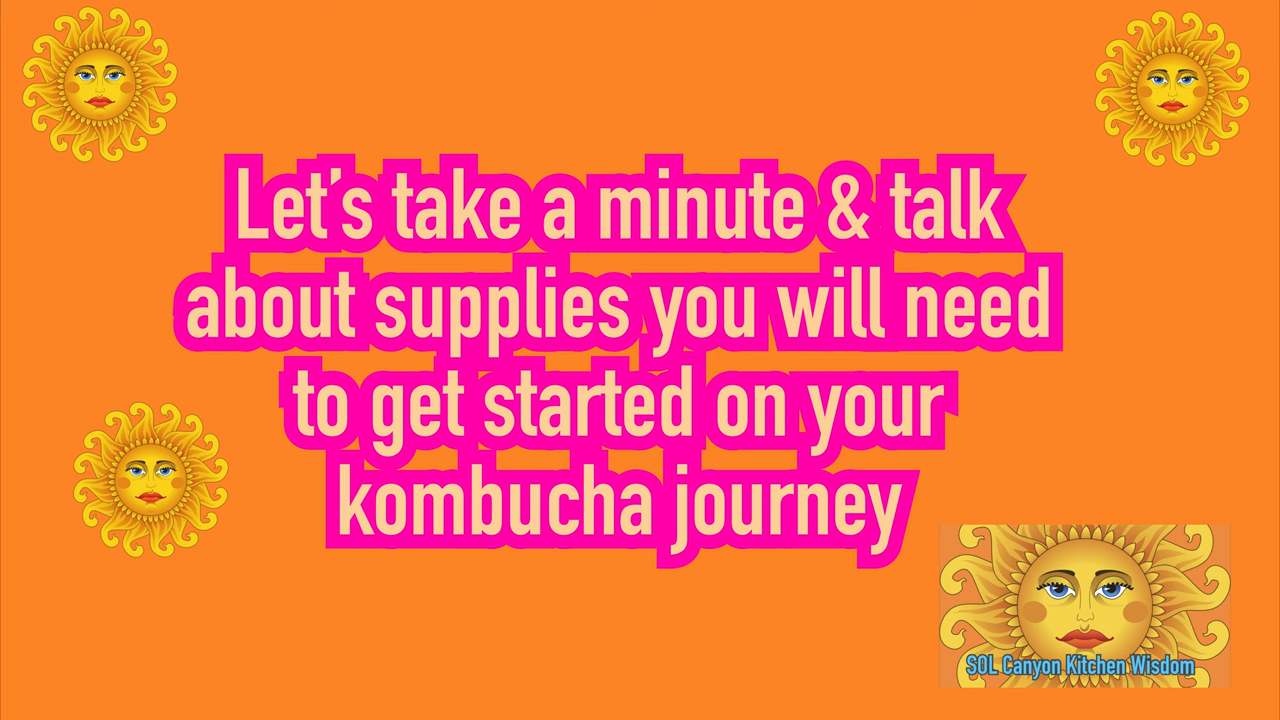 Let’s take a minute & talk
about supplies you will need
to get started on your
kombucha journey
SOL Canyon Kitchen Wisdom